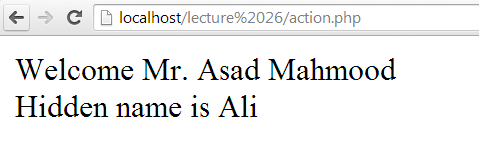 localhost/lecture%2026/action.php
Welcome Mr. Asad Mahmood
Hidden name is Ali